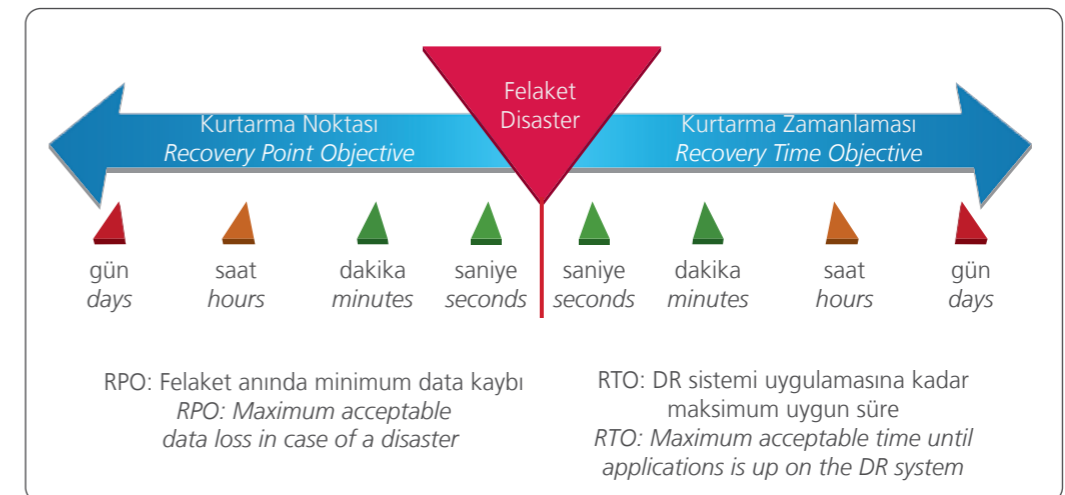 Felaket
Disaster
Kurtarma Noktası
Recovery Point Objective
Kurtarma Zamanlaması
Recovery Time Objective
gün
days
saat
hours
dakika
minutes
saniye
seconds
saniye
seconds
dakika
minutes
saat
hours
gün
days
RPO: Felaket anında minimum data kaybı
RPO: Maximum acceptable
data loss in case of a disaster
RTO: DR sistemi uygulamasına kadar
maksimum uygun süre
RTO: Maximum acceptable time until
applications is up on the DR system